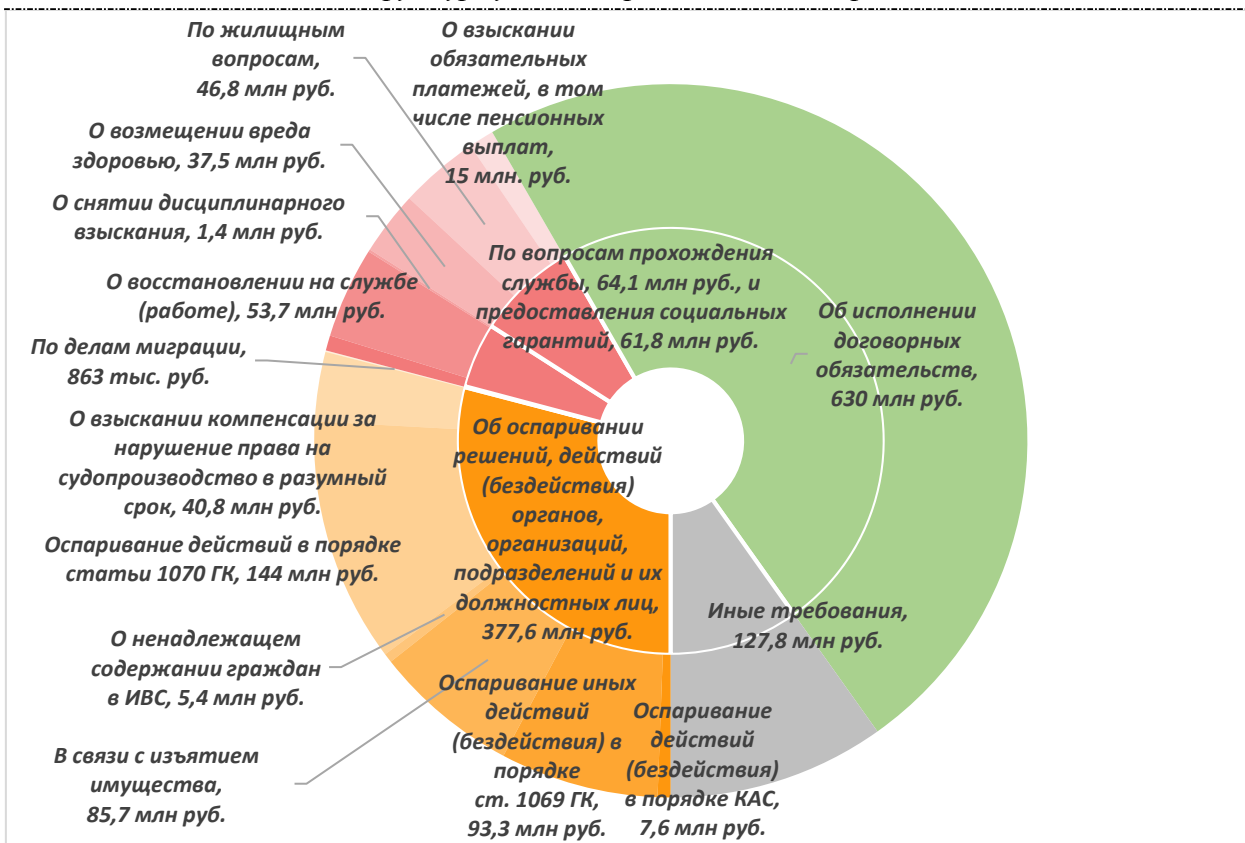 По жилищным
вопросам,
46,8 млн руб.
О взыскании
обязательных
платежей, в том
числе пенсионных
выплат,
15 млн. руб.
О возмещении вреда
здоровью, 37,5 млн руб.
О снятии дисциплинарного
взыскания, 1,4 млн руб.
О восстановлении на службе
(работе), 53,7 млн руб.
По делам миграции,
863 тыс. руб.
О взыскании компенсации за
нарушение права на
судопроизводство в разумный
срок, 40,8 млн руб.
Оспаривание действий в порядке
статьи 1070 ГК, 144 млн руб.
О ненадлежащем
содержании граждан
в ИВС, 5,4 млн руб.
В связи с изъятием
имущества,
85,7 млн руб.
По вопросам прохождения
службы, 64,1 млн руб., и
предоставления социальных
гарантий, 61,8 млн руб.
Об исполнении
договорных
обязательств,
630 млн руб.
Об оспаривании
решений, действий
(бездействия)
органов,
организаций,
подразделений и их
должностных лиц,
377,6 млн руб.
Иные требования,
127,8 млн руб.
Оспаривание иных
действий
(бездействия) в
порядке
ст. 1069 ГК,
93,3 млн руб.
Оспаривание
действий
(бездействия)
в порядке КАС,
7,6 млн руб.